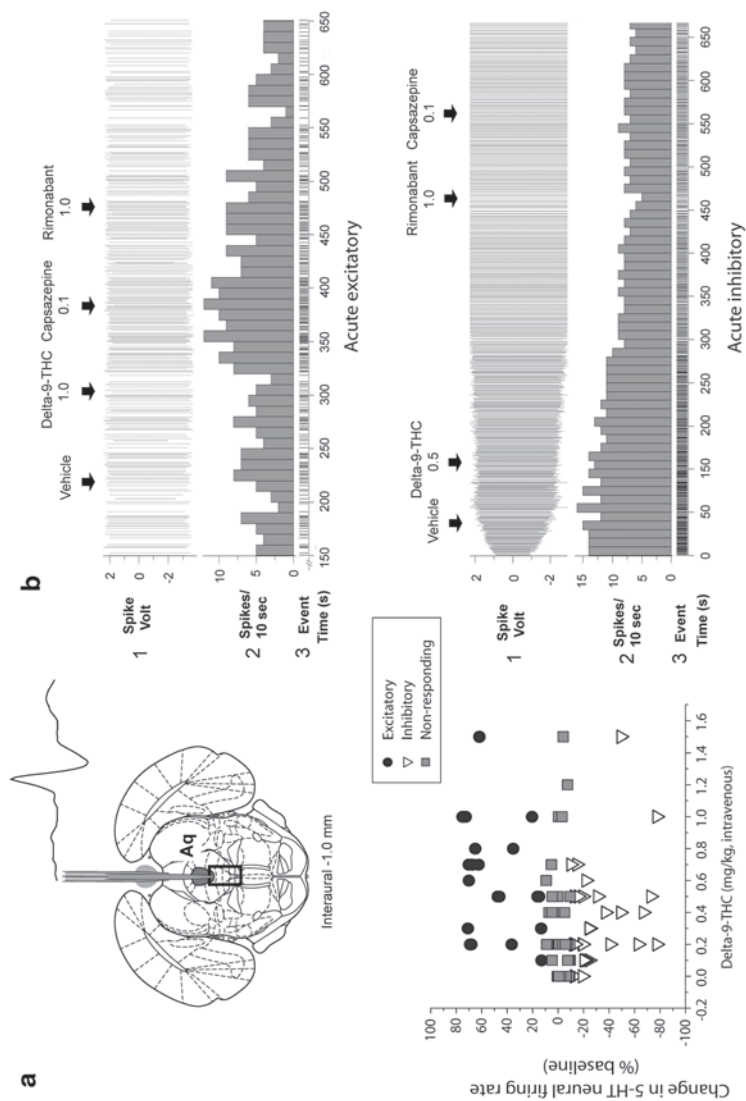 a
Aq
Interaural -1.0 mm
Excitatory
Inhibitory
Non-responding
Change in 5-HT neural firing rate
(% baseline)
100
80
60
40
20
0
-20
-40
-60
-80
-100
-0.2
0.0
0.2
0.4
0.6
0.8
1.0
1.2
1.4
1.6
Delta-9-THC (mg/kg, intravenous)
b
Vehicle
Delta-9-THC
1.0
Capsazepine
0.1
Rimonabant
1.0
1 Spike Volt
2
0
-2
2 Spikes/ 10 sec
10
5
0
3 Event
Time (s)
150
200
250
300
350
400
450
500
550
600
650
Acute excitatory
Vehicle
Delta-9-THC
0.5
Rimonabant
1.0
Capsazepine
0.1
1 Spike Volt
2
0
-2
2 Spikes/ 10 sec
15
10
5
0
3 Event
Time (s)
0
50
100
150
200
250
300
350
400
450
500
550
600
650
Acute inhibitory